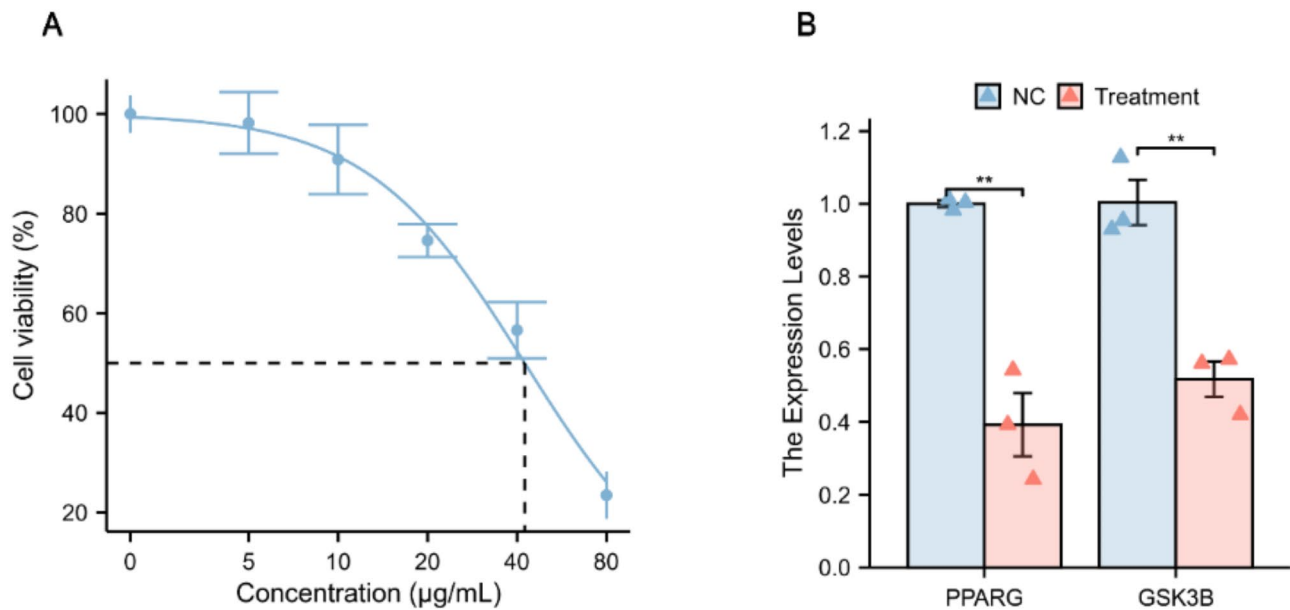 A
Cell viability (%)
100
80
60
40
20
0 5 10 20 40 80
Concentration (µg/mL)
B
NC Treatment
The Expression Levels
1.2
1.0
0.8
0.6
0.4
0.2
0.0
**
**
PPARG GSK3B